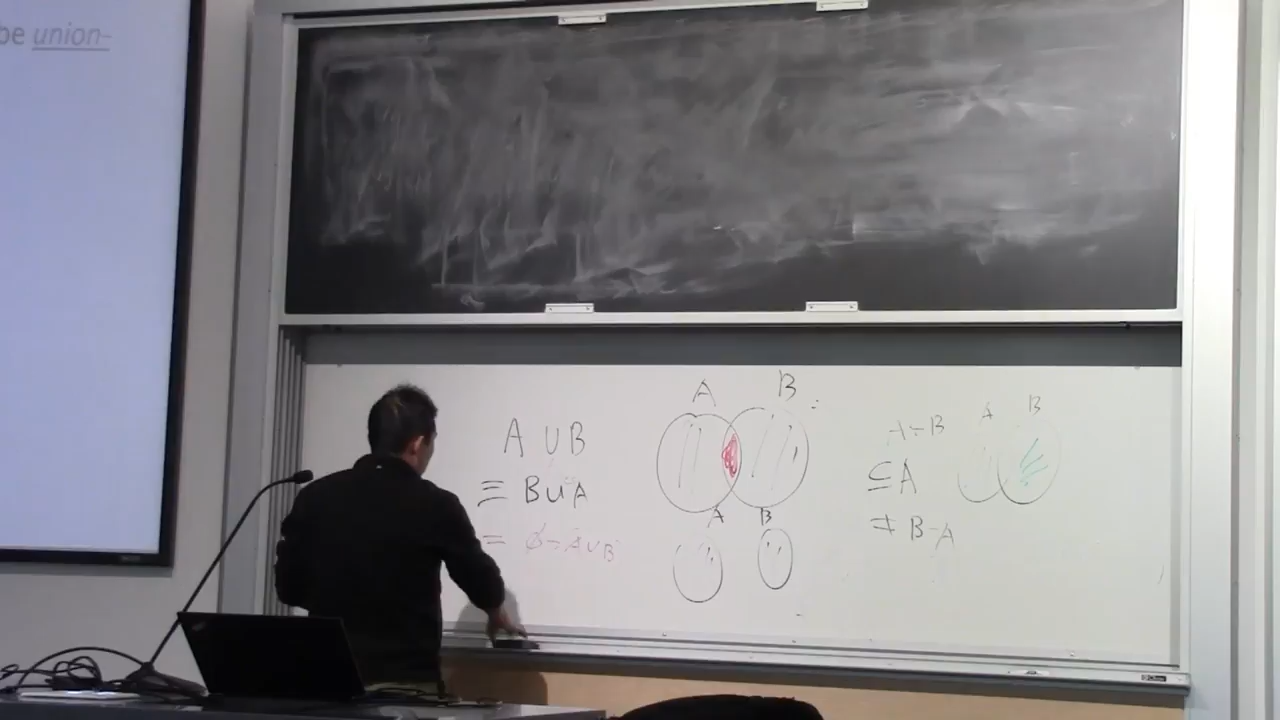 be union-
A ∪ B
≡ B ∪ A
A B
A B
A - B
⊆ A
≠ B - A
A B